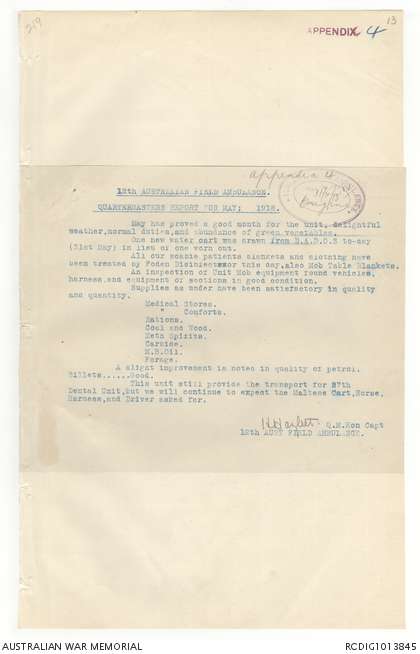 219
APPENDIX 4
13
Appendix 4
12th AUSTRALIAN FIELD AMBULANCE.
QUARTERMASTERS REPORT FOR MAY; 1918.
May has proved a good month for the unit, delightful
weather,normal duties,and abundance of green vegetables.
One new water cart was drawn from D.A.D.O.S to-day
(31st Day) in lieu of one worn out.
All our scabie patients blankets and clothing have
been treated by Foden Disinfector for this day,also Mob Table Blankets.
An inspection of Unit Mob equipment found vehicles,
harness,and equipment of sections in good condition.
Supplies as under have been satisfactory in quality
and quantity.
Medical Stores.
" Comforts.
Rations.
Coal and Wood.
Meth Spirits.
Carbide.
M.B.Oil.
Forage.
A slight improvement is noted in quality of petrol.
Billets.....Good.
This unit still provide the transport for 27th
Dental Unit,but we will continue to expect the Maltese Cart,Horse,
Harness,and Driver asked for.
Q.M.Hon Capt
12th AUST FIELD AMBULANCE.
AUSTRALIAN WAR MEMORIAL
RCDIG1013845